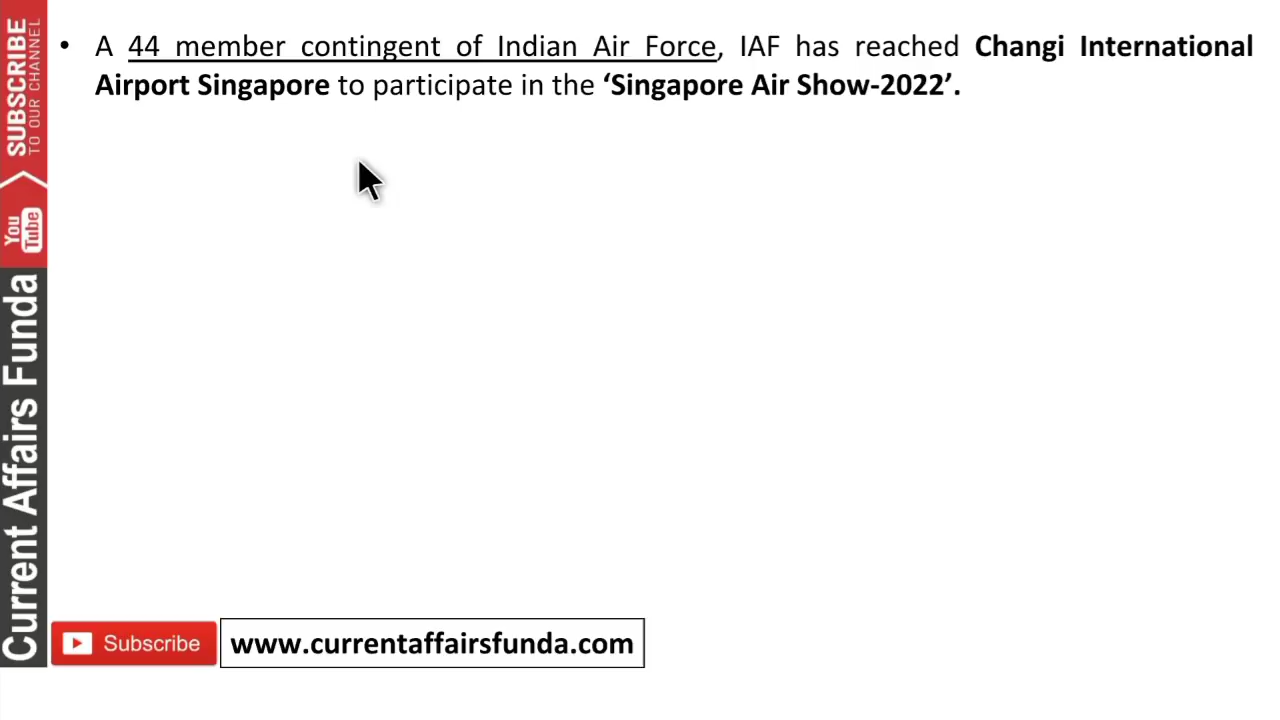 • A 44 member contingent of Indian Air Force, IAF has reached Changi International
Airport Singapore to participate in the ‘Singapore Air Show-2022’.
SUBSCRIBE
TO OUR CHANNEL
You
Tube
Current Affairs Funda
Subscribe
www.currentaffairsfunda.com